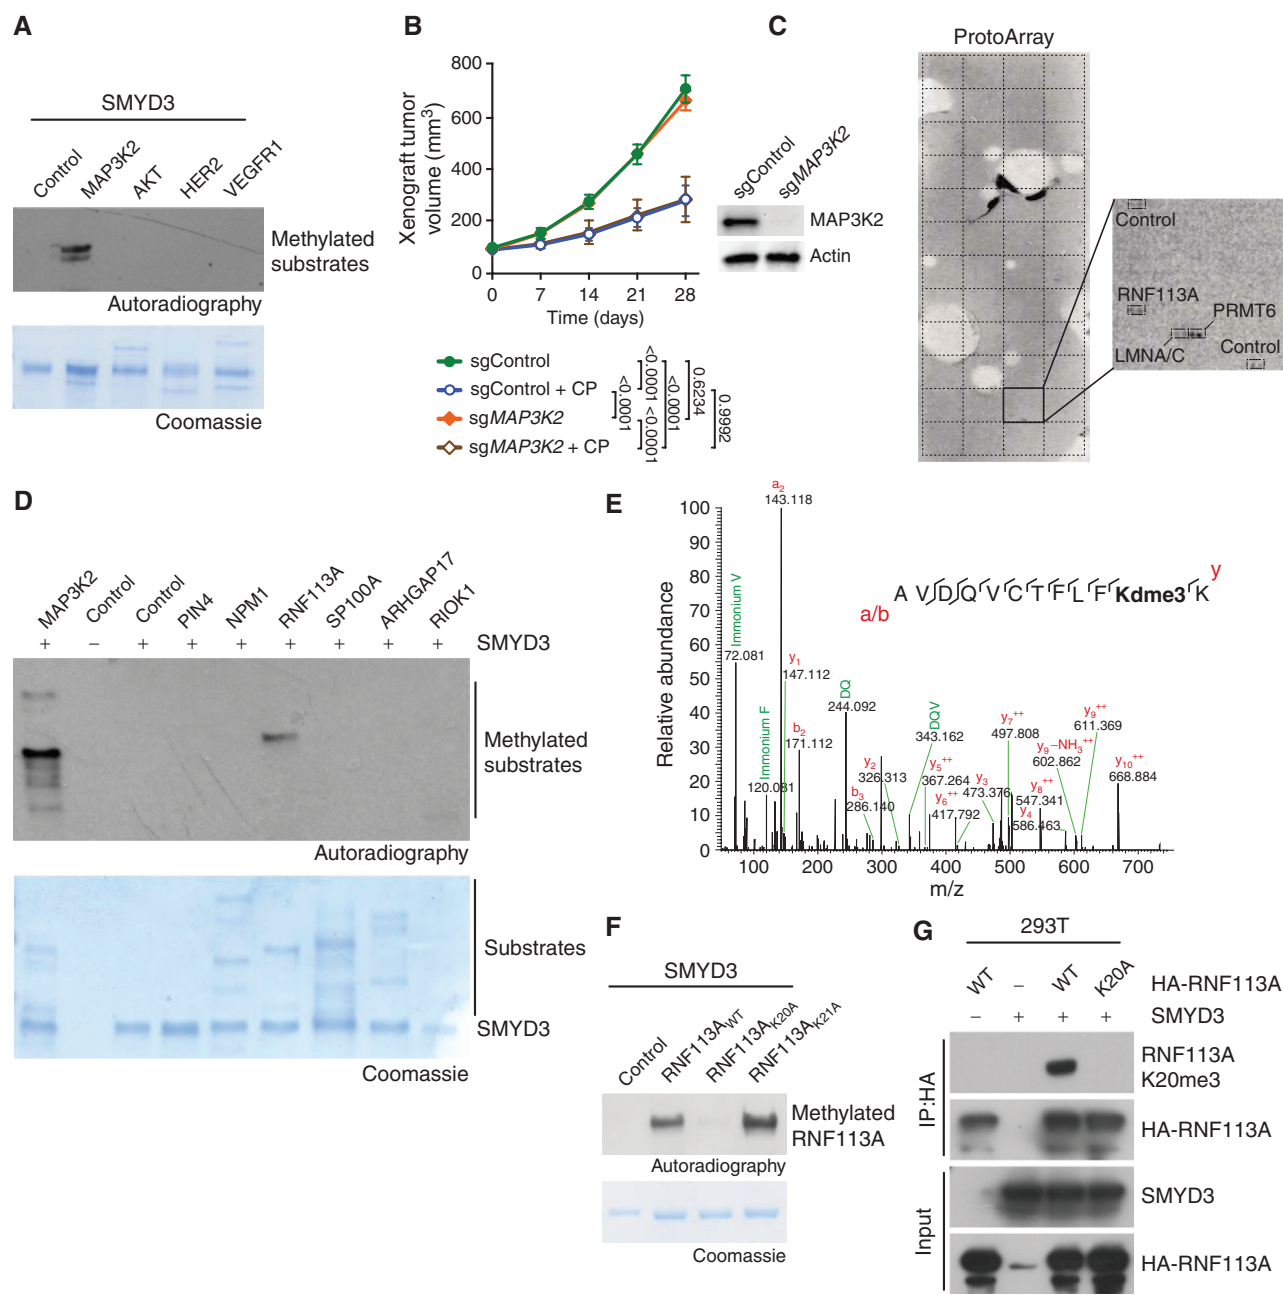 A
SMYD3
Control
MAP3K2
AKT
HER2
VEGFR1
Methylated
substrates
Autoradiography
Coomassie
B
Xenograft tumor
volume (mm3)
800
600
400
200
0
0 7 14 21 28
Time (days)
sgControl
sgControl + CP
sgMAP3K2
sgMAP3K2 + CP
<0.0001
<0.0001
<0.0001
<0.0001
0.6234
0.9992
sgControl
sgMAP3K2
MAP3K2
Actin
C
ProtoArray
Control
RNF113A
PRMT6
LMNA/C
Control
D
MAP3K2
Control
Control
PIN4
NPM1
RNF113A
SP100A
ARHGAP17
RIOK1
+ – + + + + + + + SMYD3
Methylated
substrates
Autoradiography
Substrates
SMYD3
Coomassie
E
Relative abundance
100
90
80
70
60
50
40
30
20
10
0
100 200 300 400 500 600 700
m/z
a2
143.118
Immonium V
72.081
Immonium F
120.081
y1
147.112
b2
171.112
DQ
244.092
b3
286.140
y2
326.313
DQV
343.162
y5++
367.264
y6++
417.792
y3
473.376
y7++
497.808
y8++
547.341
y4
586.463
y9–NH3++
602.862
y9++
611.369
y10++
668.884
y
A V D Q V C T F L F Kdme3 K
a/b
F
SMYD3
Control
RNF113AWT
RNF113AK20A
RNF113AK21A
Methylated
RNF113A
Autoradiography
Coomassie
G
293T
WT – WT K20A HA-RNF113A
– + + + SMYD3
IP:HA
RNF113A
K20me3
HA-RNF113A
Input
SMYD3
HA-RNF113A